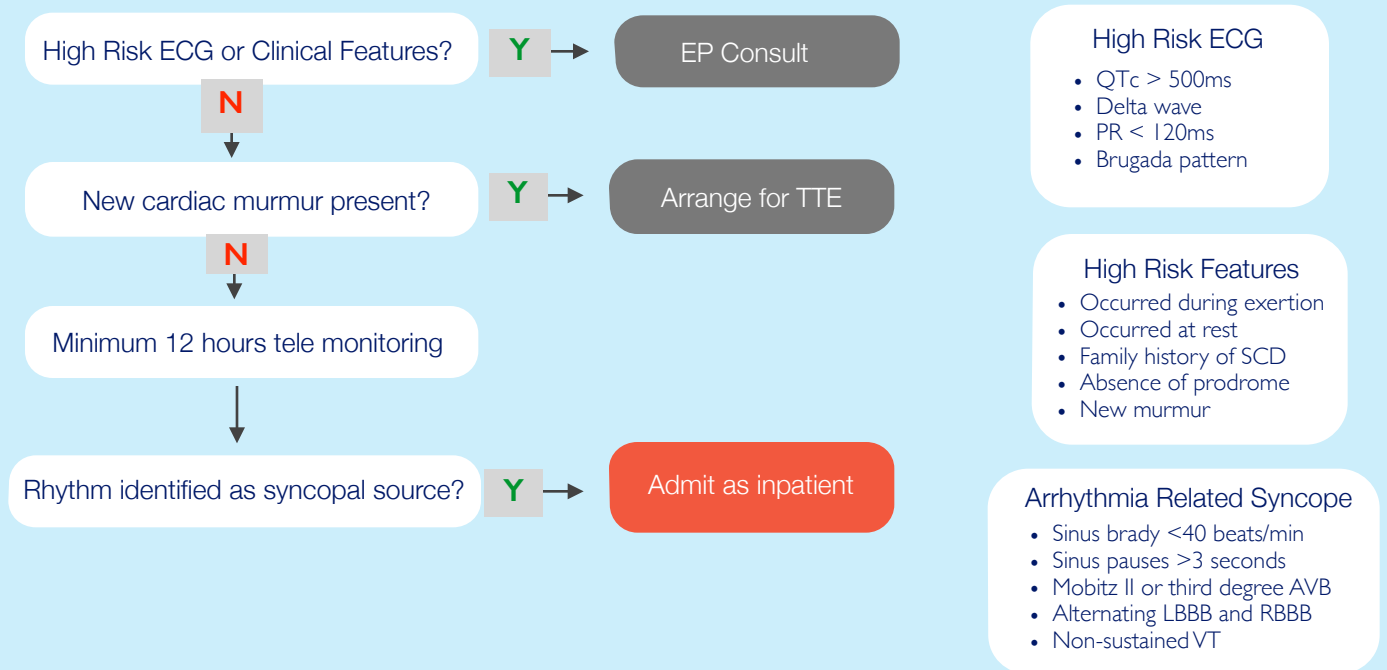 High Risk ECG or Clinical Features?
Y
EP Consult
N
New cardiac murmur present?
Y
Arrange for TTE
N
Minimum 12 hours tele monitoring
Rhythm identified as syncopal source?
Y
Admit as inpatient
High Risk ECG
• QTc > 500ms
• Delta wave
• PR < 120ms
• Brugada pattern
High Risk Features
• Occurred during exertion
• Occurred at rest
• Family history of SCD
• Absence of prodrome
• New murmur
Arrhythmia Related Syncope
• Sinus brady <40 beats/min
• Sinus pauses >3 seconds
• Mobitz II or third degree AVB
• Alternating LBBB and RBBB
• Non-sustained VT